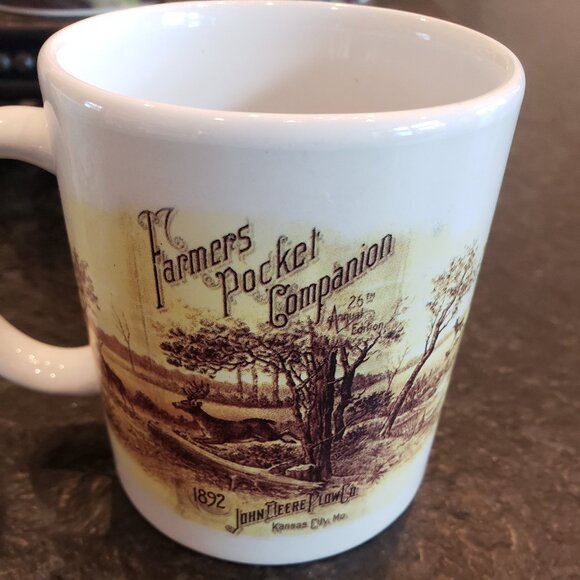 Farmers
Pocket
Companion
26TH
Annual
Edition
1892
John Deere Plow Co.
Kansas City, Mo.